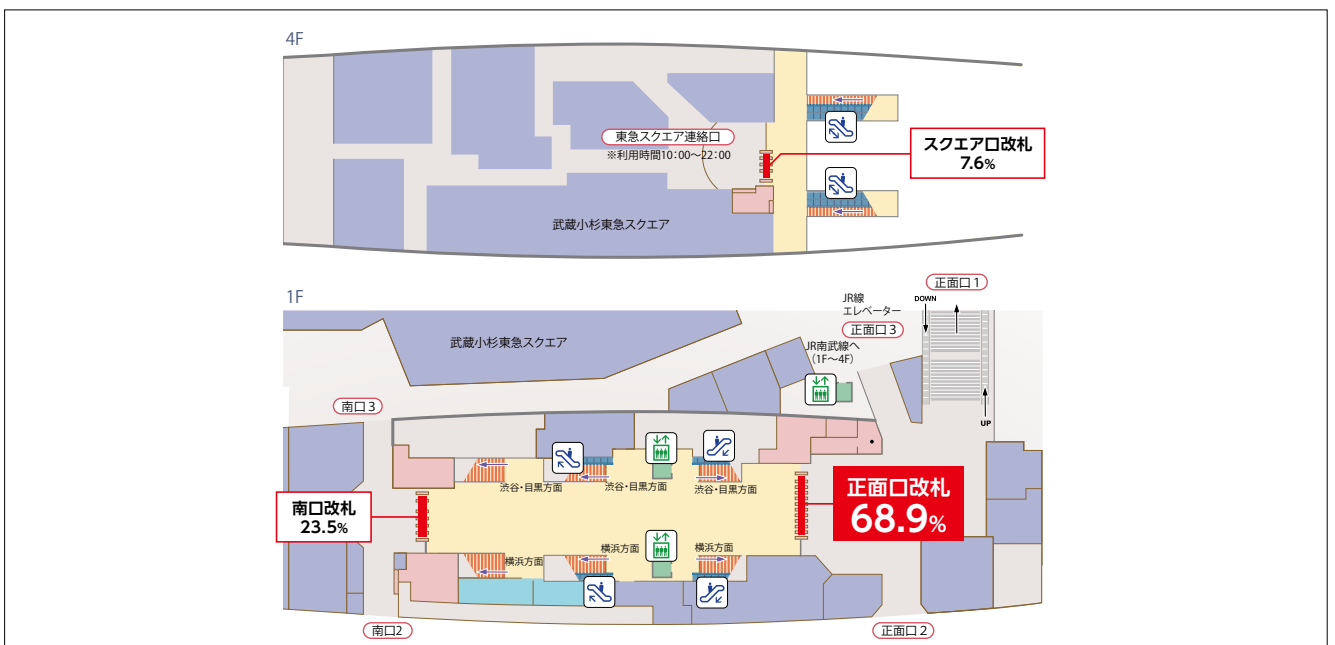 4F
東急スクエア連絡口
※利用時間10:00～22:00
スクエア口改札
7.6%
武蔵小杉東急スクエア
1F
正面口1
JR線
エレベーター
DOWN
正面口3
武蔵小杉東急スクエア
JR南武線へ
(1F～4F)
南口3
UP
渋谷・目黒方面
渋谷・目黒方面
渋谷・目黒方面
正面口改札
68.9%
南口改札
23.5%
横浜方面
横浜方面
横浜方面
南口2
正面口2